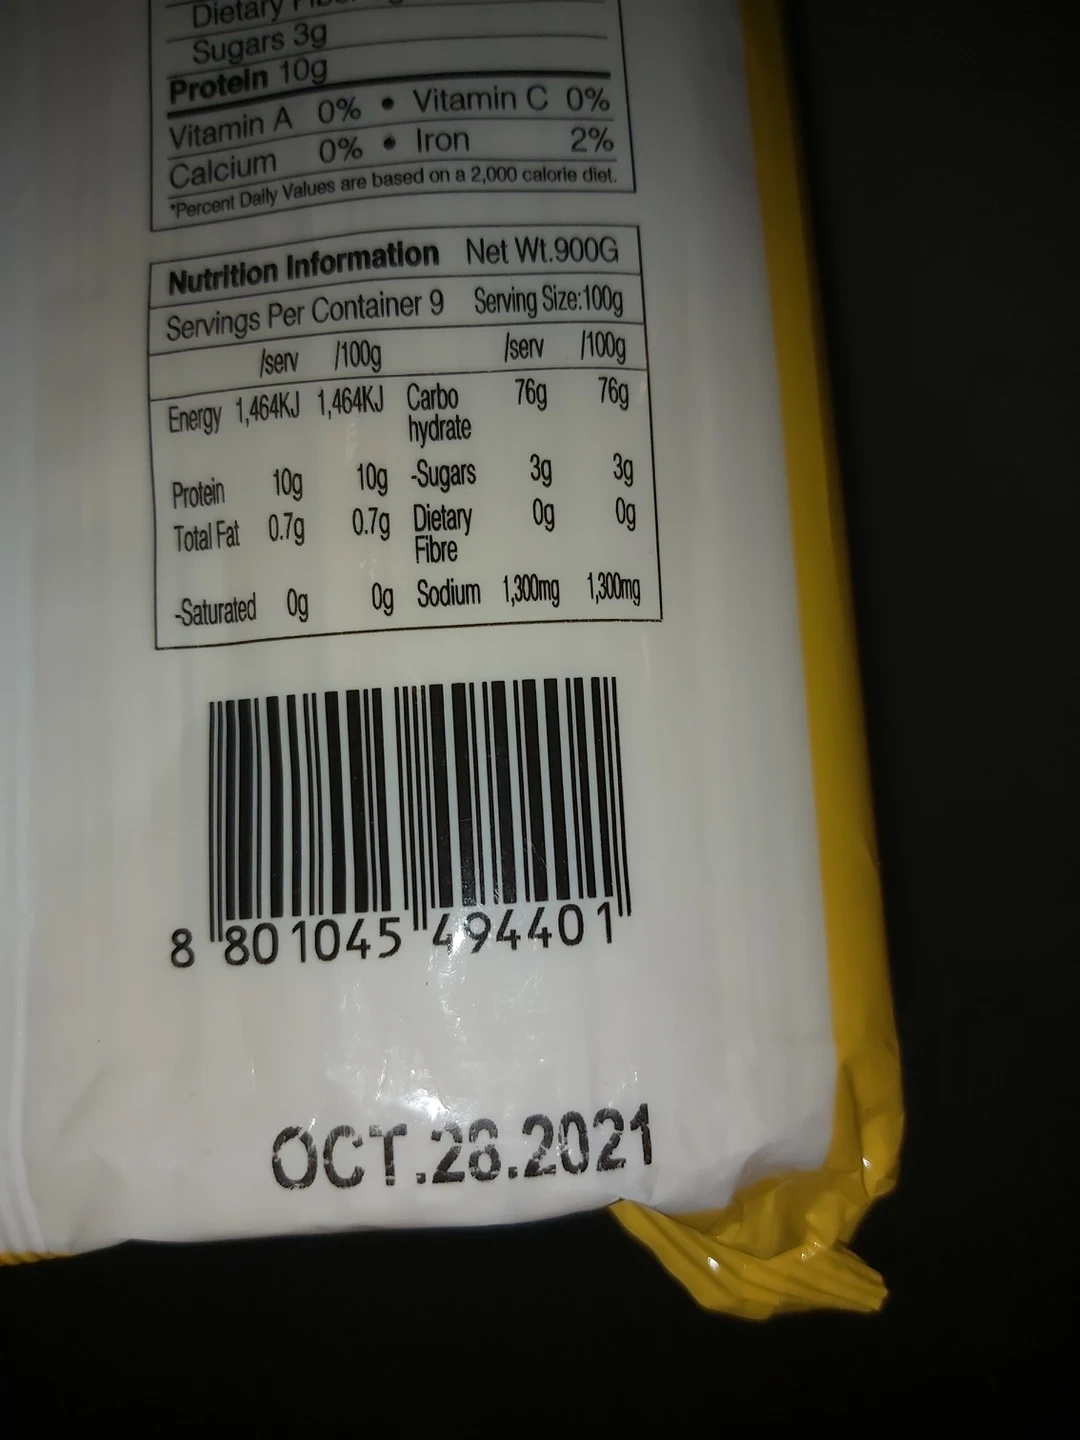 Dietary
Sugars 3g
Protein 10g
Vitamin A 0% • Vitamin C 0%
Calcium 0% • Iron 2%
*Percent Daily Values are based on a 2,000 calorie diet.
Nutrition Information Net Wt.900G
Servings Per Container 9 Serving Size:100g
/serv /100g /serv /100g
Energy 1,464KJ 1,464KJ Carbo 76g 76g
hydrate
Protein 10g 10g -Sugars 3g 3g
Total Fat 0.7g 0.7g Dietary 0g 0g
Fibre
-Saturated 0g 0g Sodium 1,300mg 1,300mg
8 801045 494401
OCT.28.2021